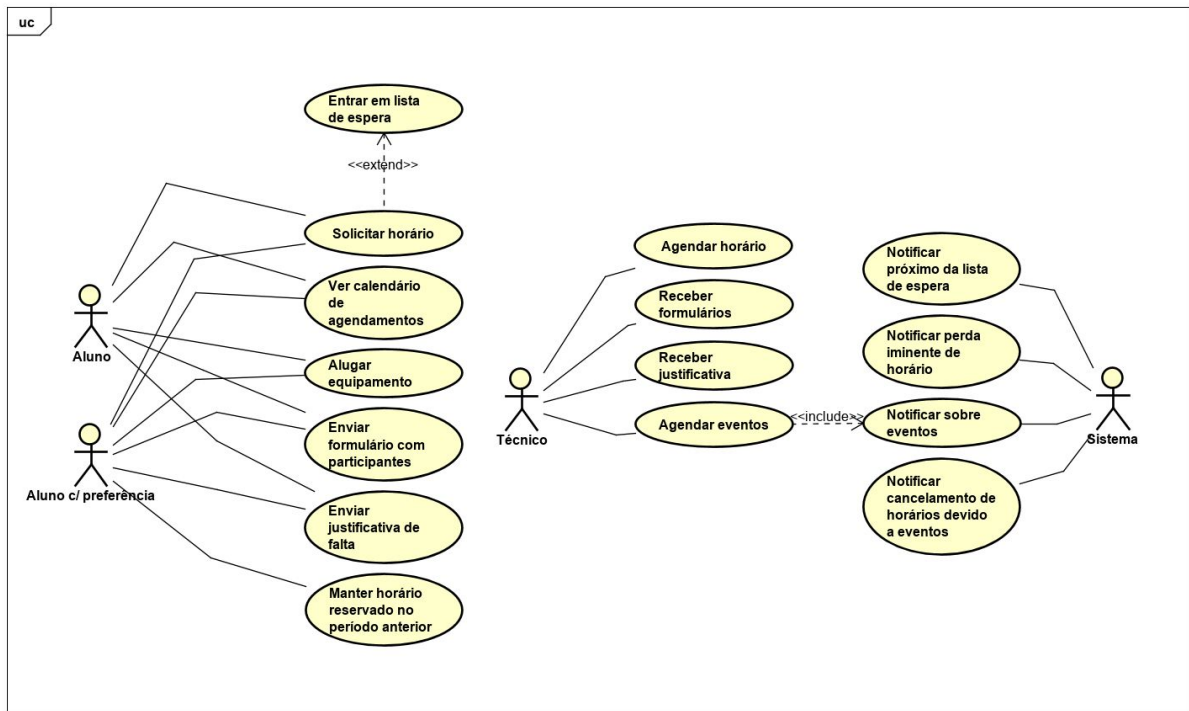 uc
Entrar em lista
de espera
<<extend>>
Solicitar horário
Ver calendário
de
agendamentos
Aluno
Alugar
equipamento
Enviar
formulário com
participantes
Aluno c/ preferência
Enviar
justificativa de
falta
Manter horário
reservado no
período anterior
Agendar horário
Receber
formulários
Receber
justificativa
Técnico
Agendar eventos
<<include>>
Notificar
próximo da lista
de espera
Notificar perda
iminente de
horário
Notificar sobre
eventos
Sistema
Notificar
cancelamento de
horários devido
a eventos